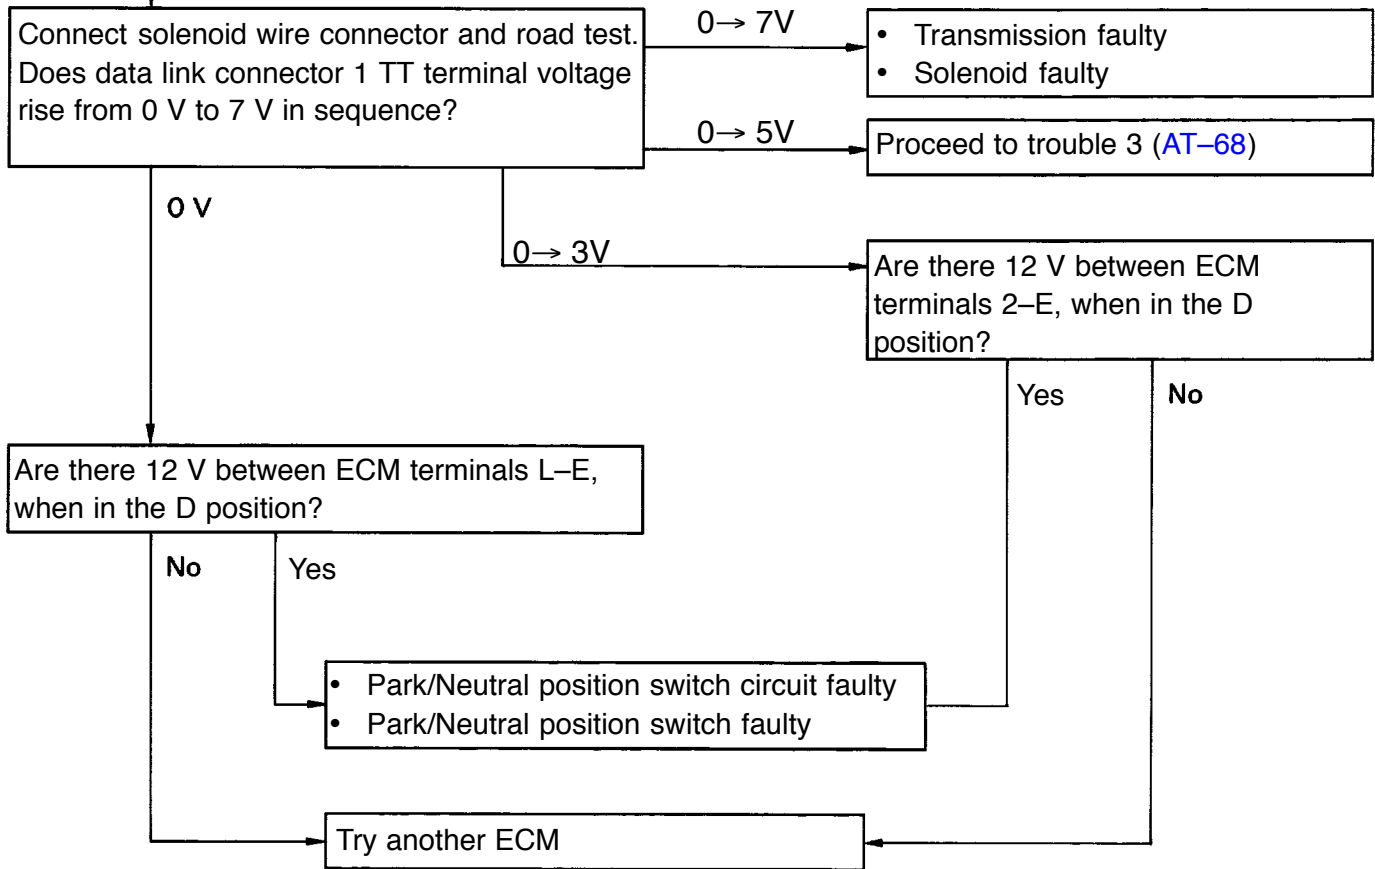 Connect solenoid wire connector and road test.
Does data link connector 1 TT terminal voltage
rise from 0 V to 7 V in sequence?
0→ 7V
• Transmission faulty
• Solenoid faulty
0→ 5V
Proceed to trouble 3 (AT–68)
0 V
0→ 3V
Are there 12 V between ECM
terminals 2–E, when in the D
position?
Yes
No
Are there 12 V between ECM terminals L–E,
when in the D position?
No
Yes
• Park/Neutral position switch circuit faulty
• Park/Neutral position switch faulty
Try another ECM